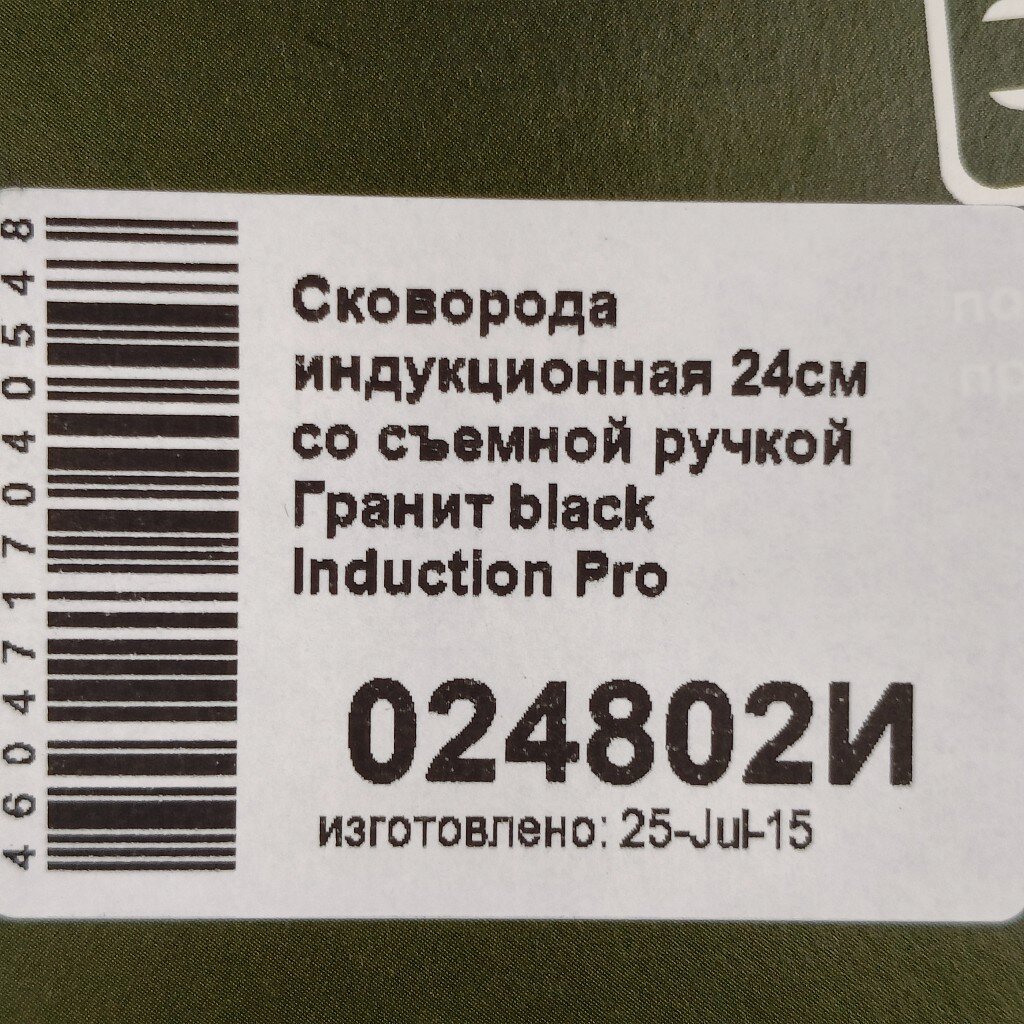 Сковорода
индукционная 24см
со съемной ручкой
Гранит black
Induction Pro
024802И
изготовлено: 25-Jul-15
4604717040548